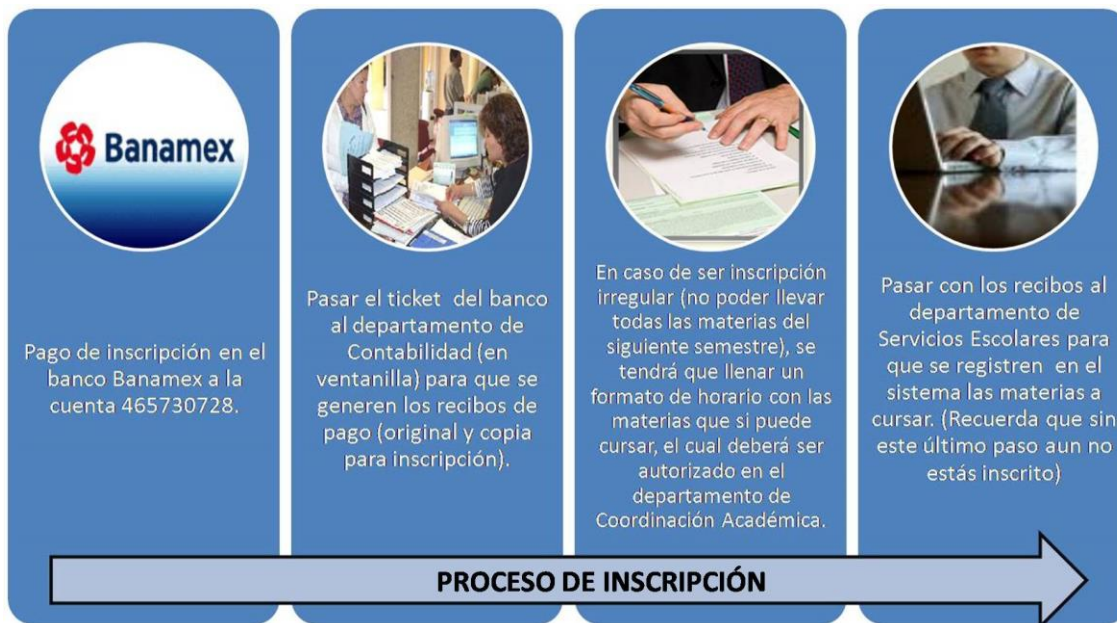 Banamex
Pago de inscripción en el
banco Banamex a la
cuenta 465730728.
Pasar el ticket del banco
al departamento de
Contabilidad (en
ventanilla) para que se
generen los recibos de
pago (original y copia
para inscripción).
En caso de ser inscripción
irregular (no poder llevar
todas las materias del
siguiente semestre), se
tendrá que llenar un
formato de horario con las
materias que si puede
cursar, el cual deberá ser
autorizado en el
departamento de
Coordinación Académica.
Pasar con los recibos al
departamento de
Servicios Escolares para
que se registren en el
sistema las materias a
cursar. (Recuerda que sin
este último paso aun no
estás inscrito)
PROCESO DE INSCRIPCIÓN